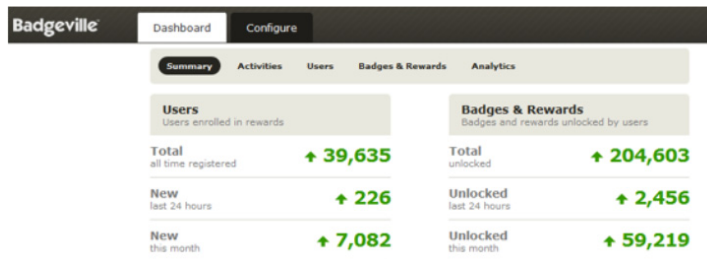 Badgeville
Dashboard
Configure
Summary
Activities
Users
Badges & Rewards
Analytics
Users
Users enrolled in rewards
Total
all time registered
39,635
New
last 24 hours
226
New
this month
7,082
Badges & Rewards
Badges and rewards unlocked by users
Total
unlocked
204,603
Unlocked
last 24 hours
2,456
Unlocked
this month
59,219